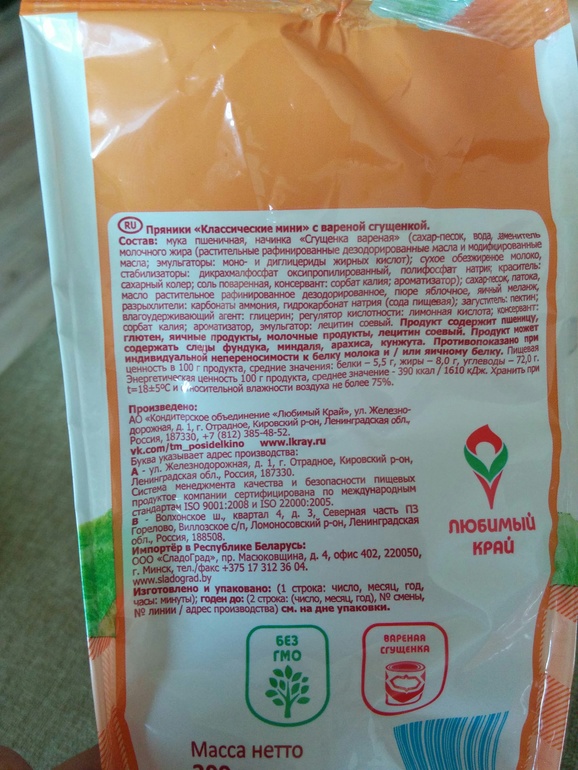 RU Пряники «Классические мини» с вареной сгущенкой.
Состав: мука пшеничная, начинка «Сгущенка вареная» (сахар-песок, вода, заменитель
молочного жира (растительные рафинированные дезодорированные масла и модифицированные
масла; эмульгаторы: моно- и диглицериды жирных кислот); сухое обезжиренное молоко,
стабилизаторы: дикрахмалфосфат оксипропилированный, полифосфат натрия; краситель:
сахарный колер; соль поваренная, консервант: сорбат калия; ароматизатор); сахар-песок, патока,
масло растительное рафинированное дезодорированное, пюре яблочное, яичный меланж,
разрыхлители: карбонаты аммония, гидрокарбонат натрия (сода пищевая); загуститель: пектин;
влагоудерживающий агент: глицерин; регулятор кислотности: лимонная кислота; консервант:
сорбат калия; ароматизатор, эмульгатор: лецитин соевый. Продукт содержит пшеницу,
глютен, яичные продукты, молочные продукты, лецитин соевый. Продукт может
содержать следы фундука, миндаля, арахиса, кунжута. Противопоказано при
индивидуальной непереносимости к белку молока и / или яичному белку. Пищевая
ценность в 100 г продукта, средние значения: белки – 5,5 г, жиры – 8,0 г, углеводы – 72,0 г.
Энергетическая ценность 100 г продукта, среднее значение - 390 ккал / 1610 кДж. Хранить при
t=18±5°C и относительной влажности воздуха не более 75%.
Произведено:
АО «Кондитерское объединение «Любимый Край», ул. Железно-
дорожная, д. 1, г. Отрадное, Кировский р-он, Ленинградская обл.,
Россия, 187330, +7 (812) 385-48-52.
vk.com/tm_posidelkino www.lkray.ru
Буква указывает адрес производства:
А - ул. Железнодорожная, д. 1, г. Отрадное, Кировский р-он,
Ленинградская обл., Россия, 187330.
Система менеджмента качества и безопасности пищевых
продуктов компании сертифицирована по международным
стандартам ISO 9001:2008 и ISO 22000:2005.
В - Волхонское ш., квартал 4, д. 3, Северная часть ПЗ
Горелово, Виллозское с/п, Ломоносовский р-он, Ленинградская
обл., Россия, 188508.
Импортёр в Республике Беларусь:
ООО «СладоГрад», пр. Масюковщина, д. 4, офис 402, 220050,
г. Минск, тел./факс +375 17 312 36 04.
www.sladograd.by
Изготовлено и упаковано: (1 строка: число, месяц, год,
часы: минуты); годен до: (2 строка: (число, месяц, год), № смены,
№ линии / адрес производства) см. на дне упаковки.
ЛЮБИМЫЙ
КРАЙ
БЕЗ
ГМО
ВАРЕНАЯ
СГУЩЕНКА
Масса нетто